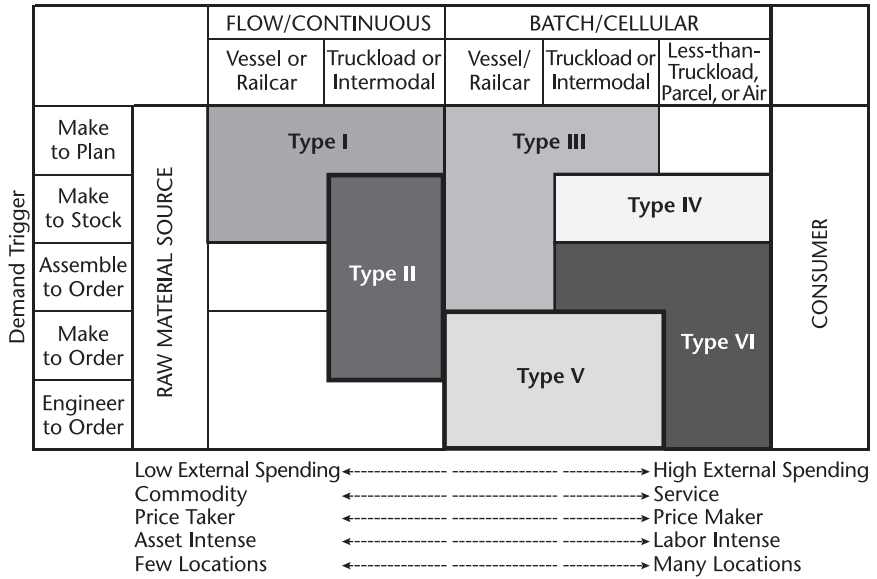 FLOW/CONTINUOUS
BATCH/CELLULAR
Vessel or
Railcar
Truckload or
Intermodal
Vessel/
Railcar
Truckload or
Intermodal
Less-than-
Truckload,
Parcel, or Air
Demand Trigger
Make
to Plan
Make
to Stock
Assemble
to Order
Make
to Order
Engineer
to Order
RAW MATERIAL SOURCE
Type I
Type II
Type III
Type IV
Type V
Type VI
CONSUMER
Low External Spending
High External Spending
Commodity
Service
Price Taker
Price Maker
Asset Intense
Labor Intense
Few Locations
Many Locations